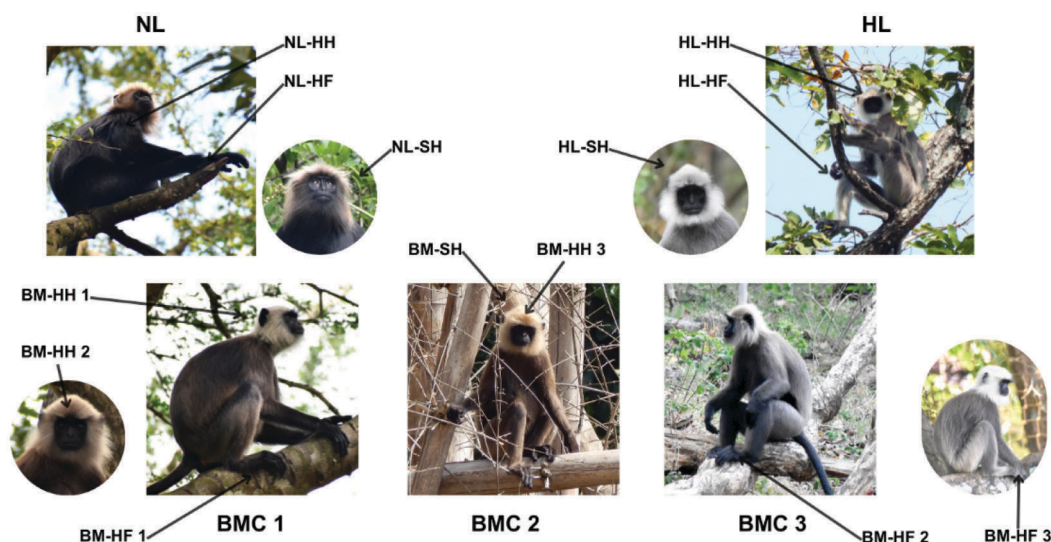 NL
HL
NL-HH
NL-HF
NL-SH
HL-HH
HL-HF
HL-SH
BM-SH
BM-HH 3
BM-HH 1
BM-HH 2
BM-HF 1
BMC 1
BMC 2
BMC 3
BM-HF 2
BM-HF 3